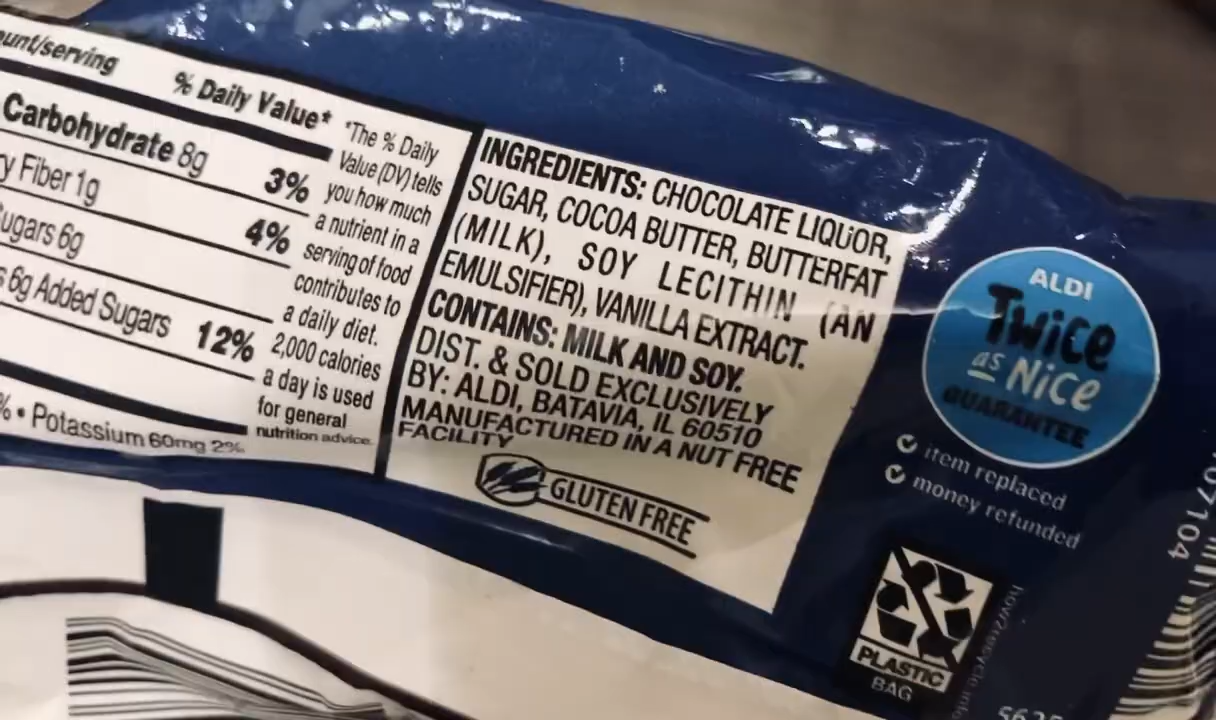 % Daily Value*
Carbohydrate 8g 3%
Fiber 1g 4%
6g
6g Added Sugars 12%
• Potassium 60mg 2%
*The % Daily
Value (DV) tells
you how much
a nutrient in a
serving of food
contributes to
a daily diet.
2,000 calories
a day is used
for general
nutrition advice.
INGREDIENTS: CHOCOLATE LIQUOR,
SUGAR, COCOA BUTTER, BUTTERFAT
(MILK), SOY LECITHIN (AN
EMULSIFIER), VANILLA EXTRACT.
CONTAINS: MILK AND SOY.
DIST. & SOLD EXCLUSIVELY
BY: ALDI, BATAVIA, IL 60510
MANUFACTURED IN A NUT FREE
FACILITY
GLUTEN FREE
ALDI
Twice
as Nice
GUARANTEE
item replaced
money refunded
PLASTIC
BAG
07104